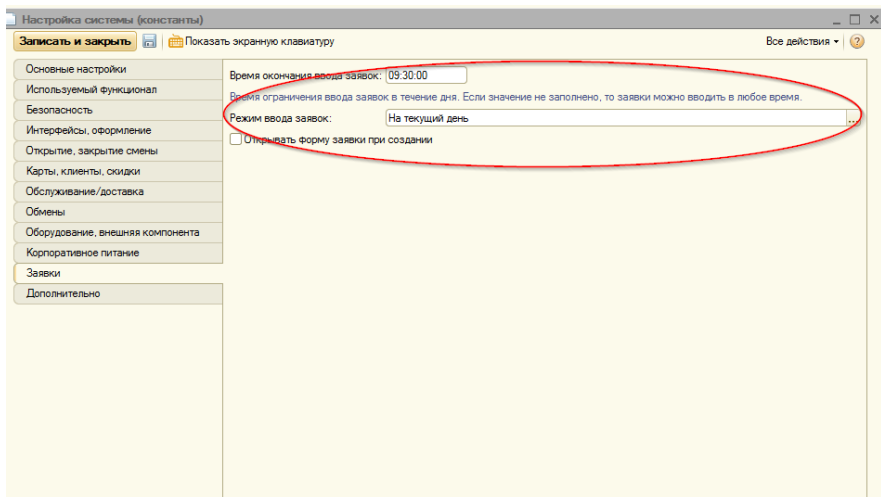 Настройка системы (константы)
Записать и закрыть Показать экранную клавиатуру Все действия
Основные настройки
Используемый функционал
Безопасность
Интерфейсы, оформление
Открытие, закрытие смены
Карты, клиенты, скидки
Обслуживание/доставка
Обмены
Оборудование, внешняя компонента
Корпоративное питание
Заявки
Дополнительно
Время окончания ввода заявок: 09:30:00
Время ограничения ввода заявок в течение дня. Если значение не заполнено, то заявки можно вводить в любое время.
Режим ввода заявок: На текущий день ...
Открывать форму заявки при создании